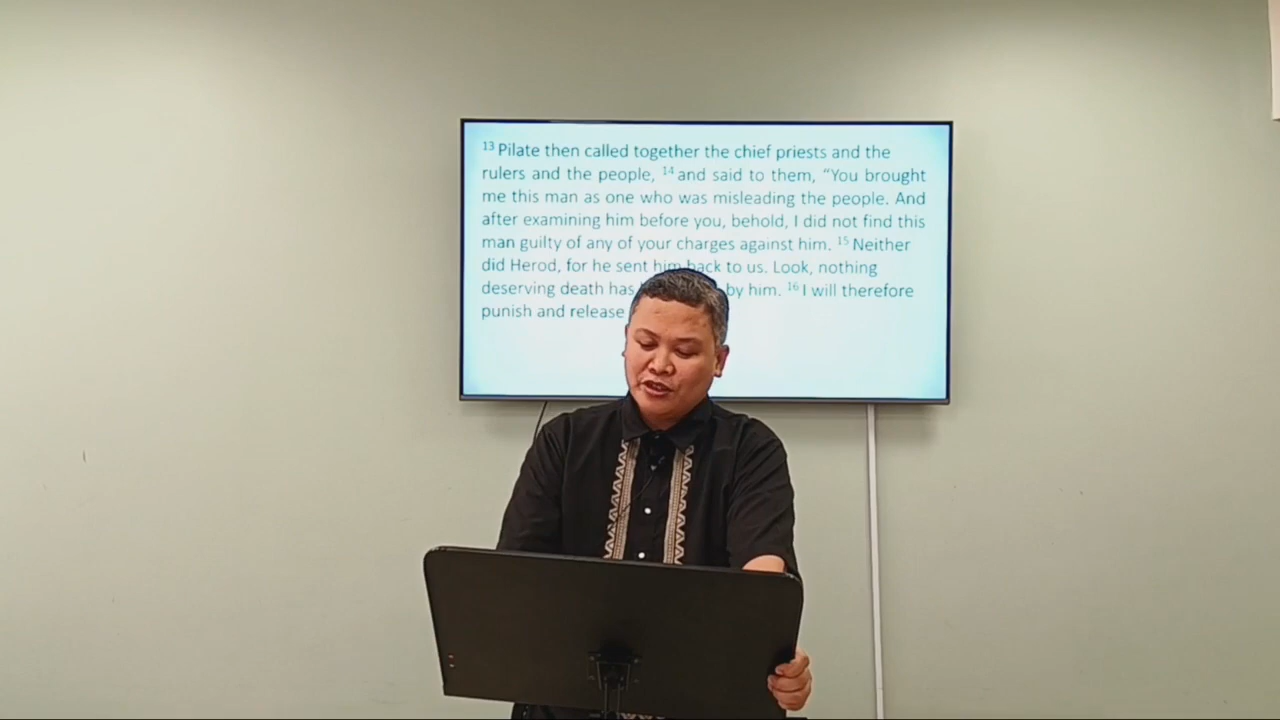 13 Pilate then called together the chief priests and the
rulers and the people, 14 and said to them, “You brought
me this man as one who was misleading the people. And
after examining him before you, behold, I did not find this
man guilty of any of your charges against him. 15 Neither
did Herod, for he sent him back to us. Look, nothing
deserving death has by him. 16 I will therefore
punish and release